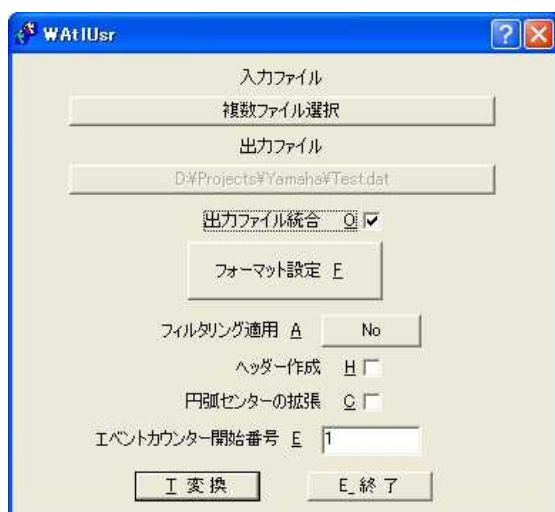 WAtlUsr
入力ファイル
複数ファイル選択
出力ファイル
D:¥Projects¥Yamaha¥Test.dat
出力ファイル統合 O
フォーマット設定 F
フィルタリング適用 A No
ヘッダー作成 H
円弧センターの拡張 C
エベントカウンター開始番号 E 1
T 変換 E_終了